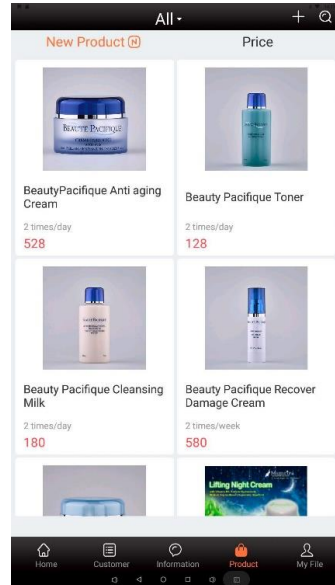 All
New Product N
Price
BEAUTE PACIFIQUE
BeautyPacifique Anti aging
Cream
2 times/day
528
Beauty Pacifique Toner
2 times/day
128
Beauty Pacifique Cleansing
Milk
2 times/day
180
Beauty Pacifique Recover
Damage Cream
2 times/week
580
Lifting Night Cream
Home
Customer
Information
Product
My File